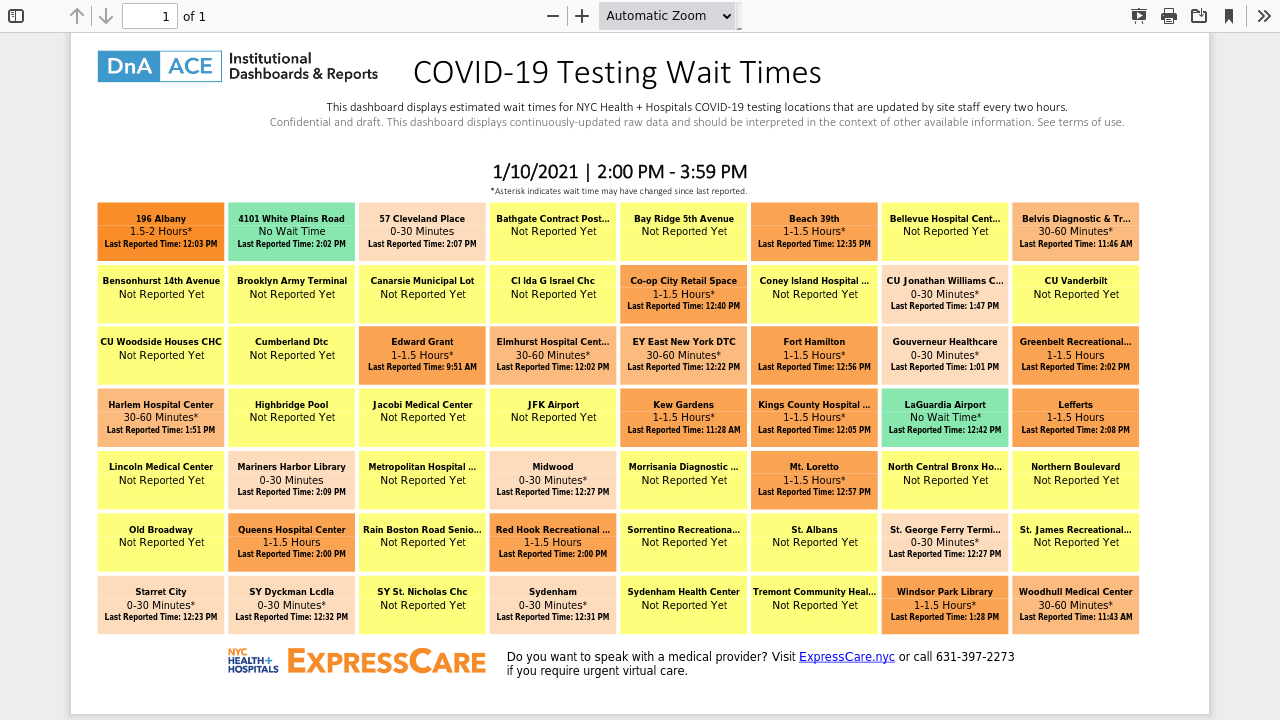 1 of 1 Automatic Zoom
DnA ACE Institutional Dashboards & Reports
COVID-19 Testing Wait Times
This dashboard displays estimated wait times for NYC Health + Hospitals COVID-19 testing locations that are updated by site staff every two hours.
Confidential and draft. This dashboard displays continuously-updated raw data and should be interpreted in the context of other available information. See terms of use.
1/10/2021 | 2:00 PM - 3:59 PM
*Asterisk indicates wait time may have changed since last reported.
196 Albany
1.5-2 Hours*
Last Reported Time: 12:03 PM
4101 White Plains Road
No Wait Time
Last Reported Time: 2:02 PM
57 Cleveland Place
0-30 Minutes
Last Reported Time: 2:07 PM
Bathgate Contract Post...
Not Reported Yet
Bay Ridge 5th Avenue
Not Reported Yet
Beach 39th
1-1.5 Hours*
Last Reported Time: 12:35 PM
Bellevue Hospital Cent...
Not Reported Yet
Belvis Diagnostic & Tr...
30-60 Minutes*
Last Reported Time: 11:46 AM
Bensonhurst 14th Avenue
Not Reported Yet
Brooklyn Army Terminal
Not Reported Yet
Canarsie Municipal Lot
Not Reported Yet
Cl Ida G Israel Chc
Not Reported Yet
Co-op City Retail Space
1-1.5 Hours*
Last Reported Time: 12:40 PM
Coney Island Hospital ...
Not Reported Yet
CU Jonathan Williams C...
0-30 Minutes*
Last Reported Time: 1:47 PM
CU Vanderbilt
Not Reported Yet
CU Woodside Houses CHC
Not Reported Yet
Cumberland Dtc
Not Reported Yet
Edward Grant
1-1.5 Hours*
Last Reported Time: 9:51 AM
Elmhurst Hospital Cent...
30-60 Minutes*
Last Reported Time: 12:02 PM
EY East New York DTC
30-60 Minutes*
Last Reported Time: 12:22 PM
Fort Hamilton
1-1.5 Hours*
Last Reported Time: 12:56 PM
Gouverneur Healthcare
0-30 Minutes*
Last Reported Time: 1:01 PM
Greenbelt Recreational...
1-1.5 Hours
Last Reported Time: 2:02 PM
Harlem Hospital Center
30-60 Minutes*
Last Reported Time: 1:51 PM
Highbridge Pool
Not Reported Yet
Jacobi Medical Center
Not Reported Yet
JFK Airport
Not Reported Yet
Kew Gardens
1-1.5 Hours*
Last Reported Time: 11:28 AM
Kings County Hospital ...
1-1.5 Hours*
Last Reported Time: 12:05 PM
LaGuardia Airport
No Wait Time*
Last Reported Time: 12:42 PM
Lefferts
1-1.5 Hours
Last Reported Time: 2:08 PM
Lincoln Medical Center
Not Reported Yet
Mariners Harbor Library
0-30 Minutes
Last Reported Time: 2:09 PM
Metropolitan Hospital ...
Not Reported Yet
Midwood
0-30 Minutes*
Last Reported Time: 12:27 PM
Morrisania Diagnostic ...
Not Reported Yet
Mt. Loretto
1-1.5 Hours*
Last Reported Time: 12:57 PM
North Central Bronx Ho...
Not Reported Yet
Northern Boulevard
Not Reported Yet
Old Broadway
Not Reported Yet
Queens Hospital Center
1-1.5 Hours
Last Reported Time: 2:00 PM
Rain Boston Road Senio...
Not Reported Yet
Red Hook Recreational ...
1-1.5 Hours
Last Reported Time: 2:00 PM
Sorrentino Recreationa...
Not Reported Yet
St. Albans
Not Reported Yet
St. George Ferry Termi...
0-30 Minutes*
Last Reported Time: 12:27 PM
St. James Recreational...
Not Reported Yet
Starret City
0-30 Minutes*
Last Reported Time: 12:23 PM
SY Dyckman Lcdla
0-30 Minutes*
Last Reported Time: 12:32 PM
SY St. Nicholas Chc
Not Reported Yet
Sydenham
0-30 Minutes*
Last Reported Time: 12:31 PM
Sydenham Health Center
Not Reported Yet
Tremont Community Heal...
Not Reported Yet
Windsor Park Library
1-1.5 Hours*
Last Reported Time: 1:28 PM
Woodhull Medical Center
30-60 Minutes*
Last Reported Time: 11:43 AM
NYC
HEALTH+
HOSPITALS
EXPRESSCARE
Do you want to speak with a medical provider? Visit ExpressCare.nyc or call 631-397-2273
if you require urgent virtual care.